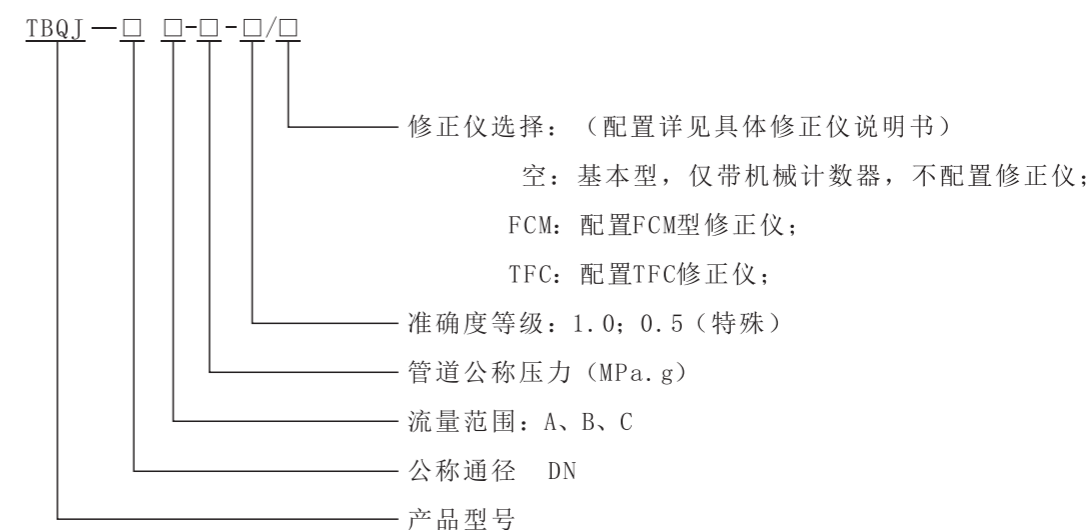 TBQJ—□ □-□-□/□
修正仪选择：（配置详见具体修正仪说明书）
空：基本型，仅带机械计数器，不配置修正仪；
FCM：配置FCM型修正仪；
TFC：配置TFC修正仪；
准确度等级：1.0；0.5（特殊）
管道公称压力（MPa.g）
流量范围：A、B、C
公称通径 DN
产品型号